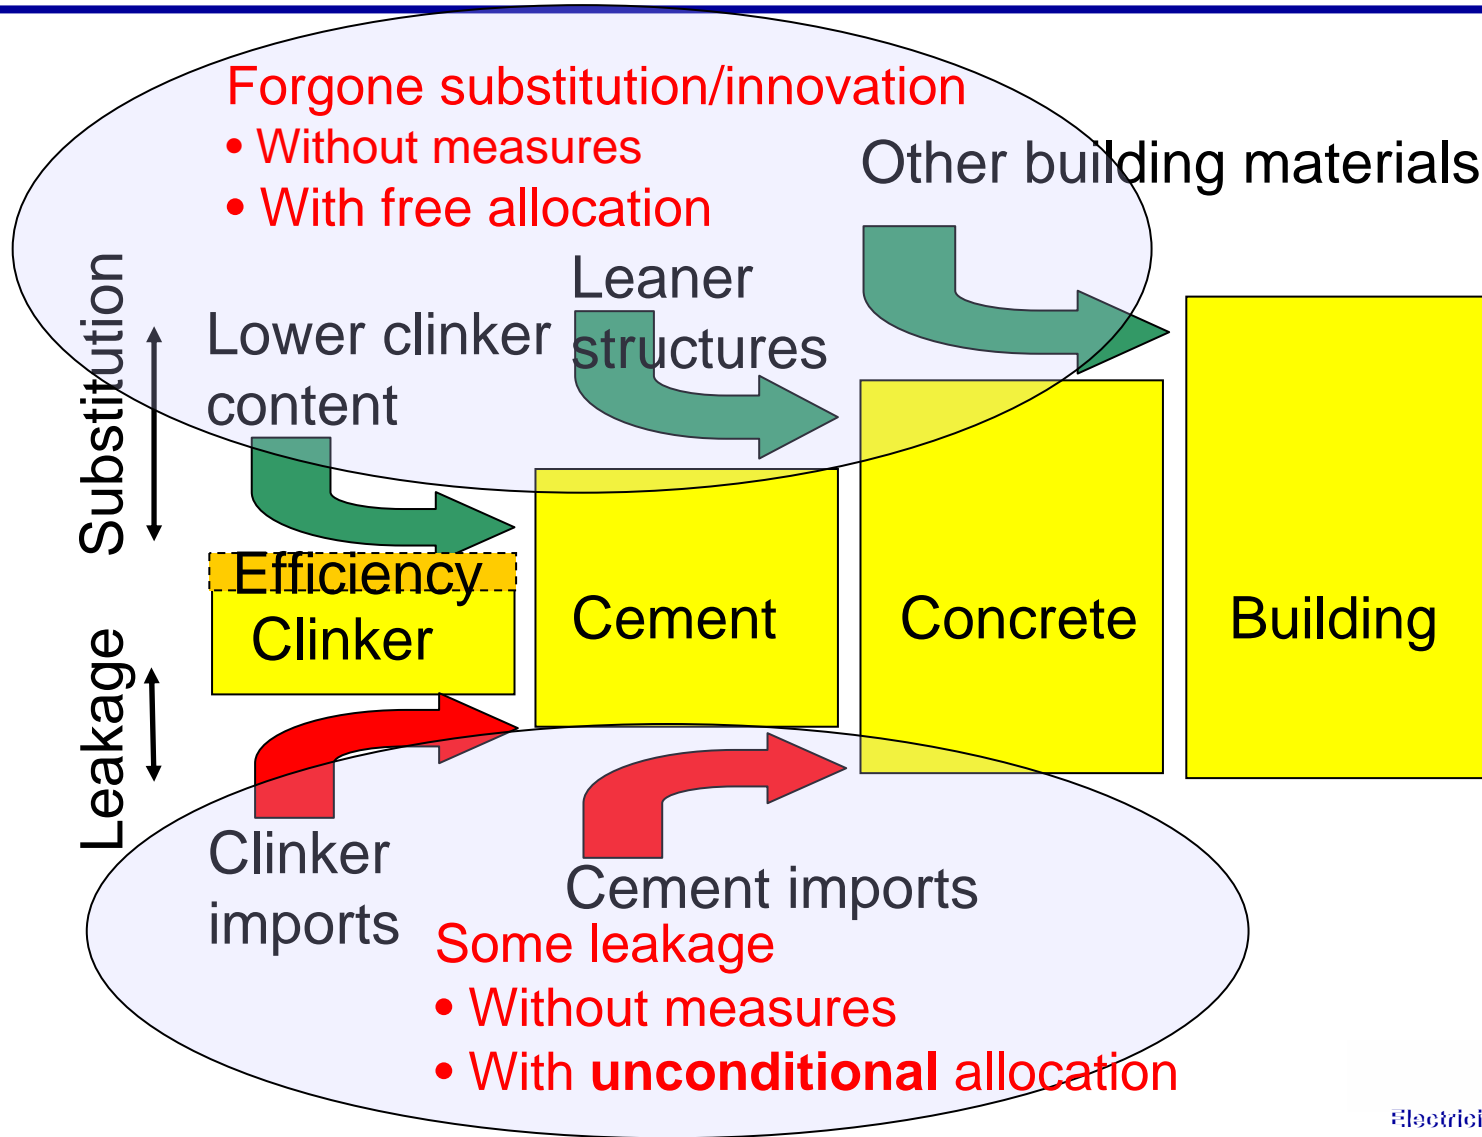 Forgone substitution/innovation
• Without measures
• With free allocation
Other building materials
Leaner
structures
Lower clinker
content
Substitution
Efficiency
Clinker
Cement
Concrete
Building
Leakage
Clinker
imports
Cement imports
Some leakage
• Without measures
• With unconditional allocation